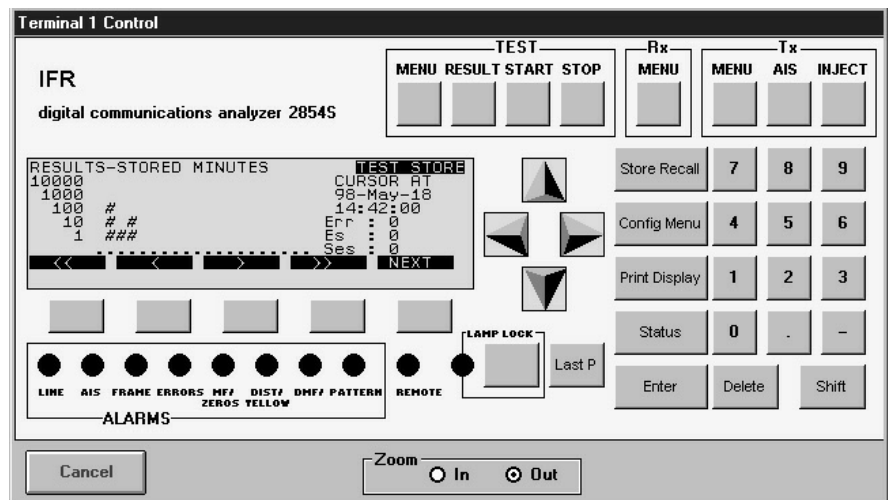 Terminal 1 Control
IFR
digital communications analyzer 2854S
TEST
MENU RESULT START STOP
Rx
MENU
Tx
MENU AIS INJECT
RESULTS-STORED MINUTES TEST STORE
10000 CURSOR AT
1000 98-May-18
100 # 14:42:00
10 # # Err : 0
1 ### Es : 0
Ses : 0
<< < > >> NEXT
Store Recall 7 8 9
Config Menu 4 5 6
Print Display 1 2 3
Status 0 . -
Enter Delete Shift
LAMP LOCK
Last P
LINE AIS FRAME ERRORS MF/ ZEROS DIST/ YELLOW DMF/ PATTERN REMOTE
ALARMS
Cancel
Zoom
In Out